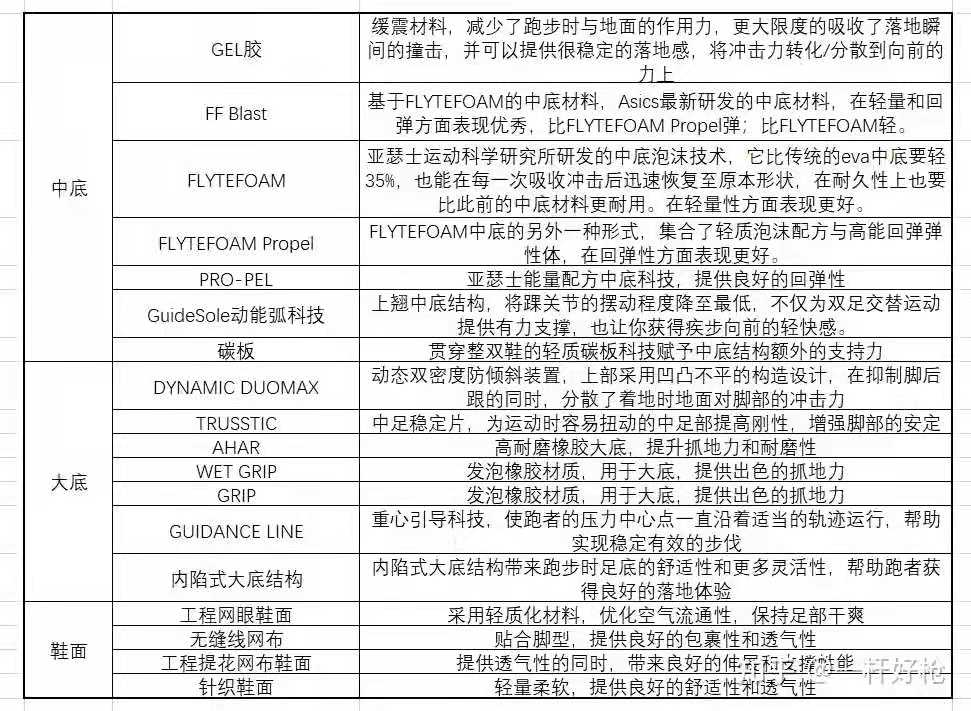 中底
GEL胶
缓震材料，减少了跑步时与地面的作用力，更大限度的吸收了落地瞬
间的撞击，并可以提供很稳定的落地感，将冲击力转化/分散到向前的
力上
FF Blast
基于FLYTEFOAM的中底材料，Asics最新研发的中底材料，在轻量和回
弹方面表现优秀，比FLYTEFOAM Propel弹；比FLYTEFOAM轻。
FLYTEFOAM
亚瑟士运动科学研究所研发的中底泡沫技术，它比传统的eva中底要轻
35%，也能在每一次吸收冲击后迅速恢复至原本形状，在耐久性上也要
比此前的中底材料更耐用。在轻量性方面表现更好。
FLYTEFOAM Propel
FLYTEFOAM中底的另外一种形式，集合了轻质泡沫配方与高能回弹弹
性体，在回弹性方面表现更好。
PRO-PEL
亚瑟士能量配方中底科技，提供良好的回弹性
GuideSole动能弧科技
上翘中底结构，将踝关节的摆动程度降至最低，不仅为双足交替运动
提供有力支撑，也让你获得疾步向前的轻快感。
碳板
贯穿整双鞋的轻质碳板科技赋予中底结构额外的支持力
大底
DYNAMIC DUOMAX
动态双密度防倾斜装置，上部采用凹凸不平的构造设计，在抑制脚后
跟的同时，分散了着地时地面对脚部的冲击力
TRUSSTIC
中足稳定片，为运动时容易扭动的中足部提高刚性，增强脚部的安定
AHAR
高耐磨橡胶大底，提升抓地力和耐磨性
WET GRIP
发泡橡胶材质，用于大底，提供出色的抓地力
GRIP
发泡橡胶材质，用于大底，提供出色的抓地力
GUIDANCE LINE
重心引导科技，使跑者的压力中心点一直沿着适当的轨迹运行，帮助
实现稳定有效的步伐
内陷式大底结构
内陷式大底结构带来跑步时足底的舒适性和更多灵活性，帮助跑者获
得良好的落地体验
鞋面
工程网眼鞋面
采用轻质化材料，优化空气流通性，保持足部干爽
无缝线网布
贴合脚型，提供良好的包裹性和透气性
工程提花网布鞋面
提供透气性的同时，带来良好的伸展和支撑性能
针织鞋面
轻量柔软，提供良好的舒适性和透气性
知乎 @一杆好枪